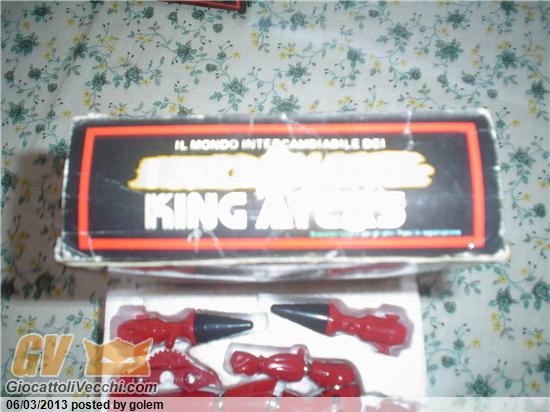 IL MONDO INTERCAMBIABILE DEI
KING ATLAS
GV
GiocattoliVecchi.com
06/03/2013 posted by golem